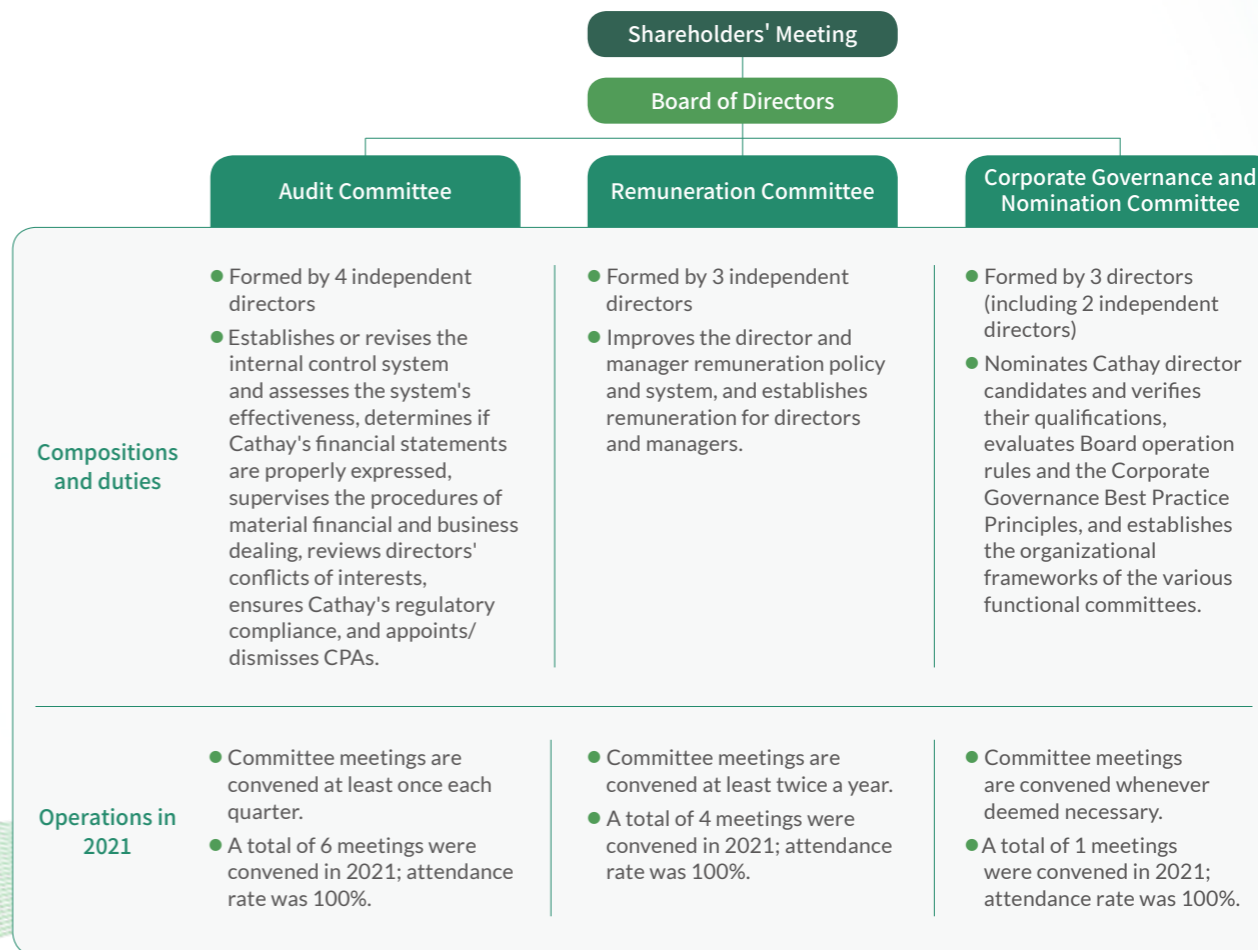 Shareholders' Meeting
Board of Directors
Audit Committee
Remuneration Committee
Corporate Governance and
Nomination Committee
Compositions
and duties
Formed by 4 independent
directors
Establishes or revises the
internal control system
and assesses the system's
effectiveness, determines if
Cathay's financial statements
are properly expressed,
supervises the procedures of
material financial and business
dealing, reviews directors'
conflicts of interests,
ensures Cathay's regulatory
compliance, and appoints/
dismisses CPAs.
Formed by 3 independent
directors
Improves the director and
manager remuneration policy
and system, and establishes
remuneration for directors
and managers.
Formed by 3 directors
(including 2 independent
directors)
Nominates Cathay director
candidates and verifies
their qualifications,
evaluates Board operation
rules and the Corporate
Governance Best Practice
Principles, and establishes
the organizational
frameworks of the various
functional committees.
Operations in
2021
Committee meetings are
convened at least once each
quarter.
A total of 6 meetings were
convened in 2021; attendance
rate was 100%.
Committee meetings are
convened at least twice a year.
A total of 4 meetings were
convened in 2021; attendance
rate was 100%.
Committee meetings
are convened whenever
deemed necessary.
A total of 1 meetings
were convened in 2021;
attendance rate was 100%.